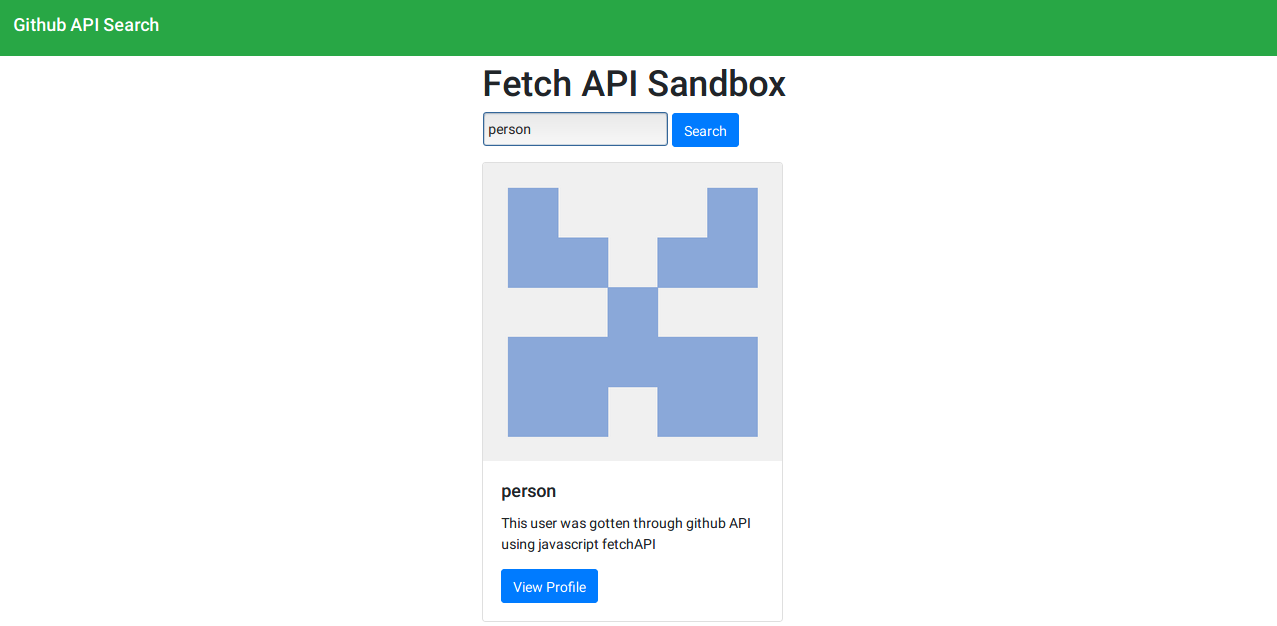 Github API Search
Fetch API Sandbox
person
Search
person
This user was gotten through github API
using javascript fetchAPI
View Profile